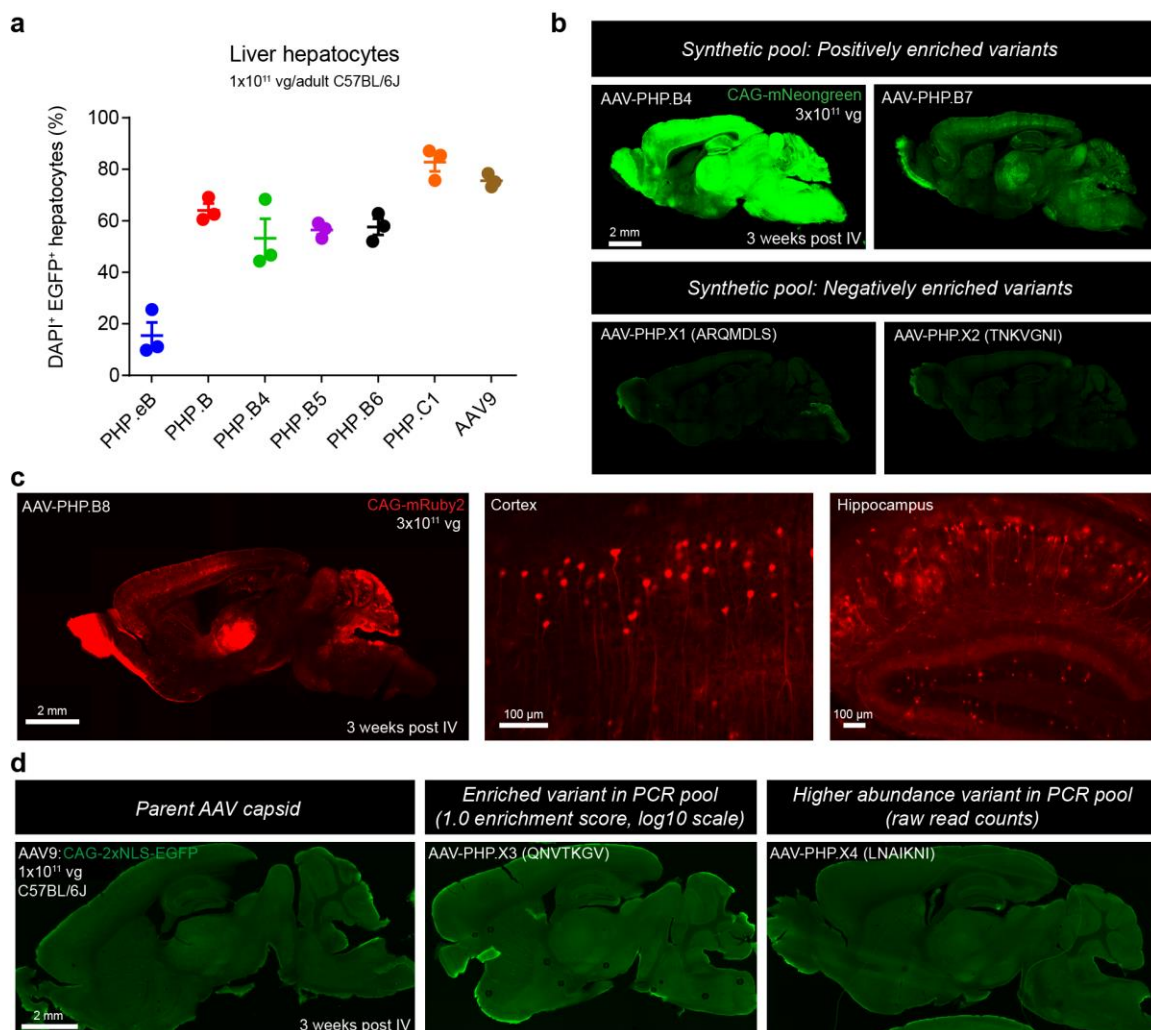 a
Liver hepatocytes
1x10¹¹ vg/adult C57BL/6J
DAPI⁺ EGFP⁺ hepatocytes (%)
100
80
60
40
20
0
PHP.eB
PHP.B
PHP.B4
PHP.B5
PHP.B6
PHP.C1
AAV9
b
Synthetic pool: Positively enriched variants
AAV-PHP.B4
CAG-mNeongreen
3x10¹¹ vg
2 mm
3 weeks post IV
AAV-PHP.B7
Synthetic pool: Negatively enriched variants
AAV-PHP.X1 (ARQMDLS)
AAV-PHP.X2 (TNKVGNI)
c
AAV-PHP.B8
CAG-mRuby2
3x10¹¹ vg
2 mm
3 weeks post IV
Cortex
100 µm
Hippocampus
100 µm
d
Parent AAV capsid
AAV9:CAG-2xNLS-EGFP
1x10¹¹ vg
C57BL/6J
2 mm
3 weeks post IV
Enriched variant in PCR pool
(1.0 enrichment score, log10 scale)
AAV-PHP.X3 (QNVTKGV)
Higher abundance variant in PCR pool
(raw read counts)
AAV-PHP.X4 (LNAIKNI)